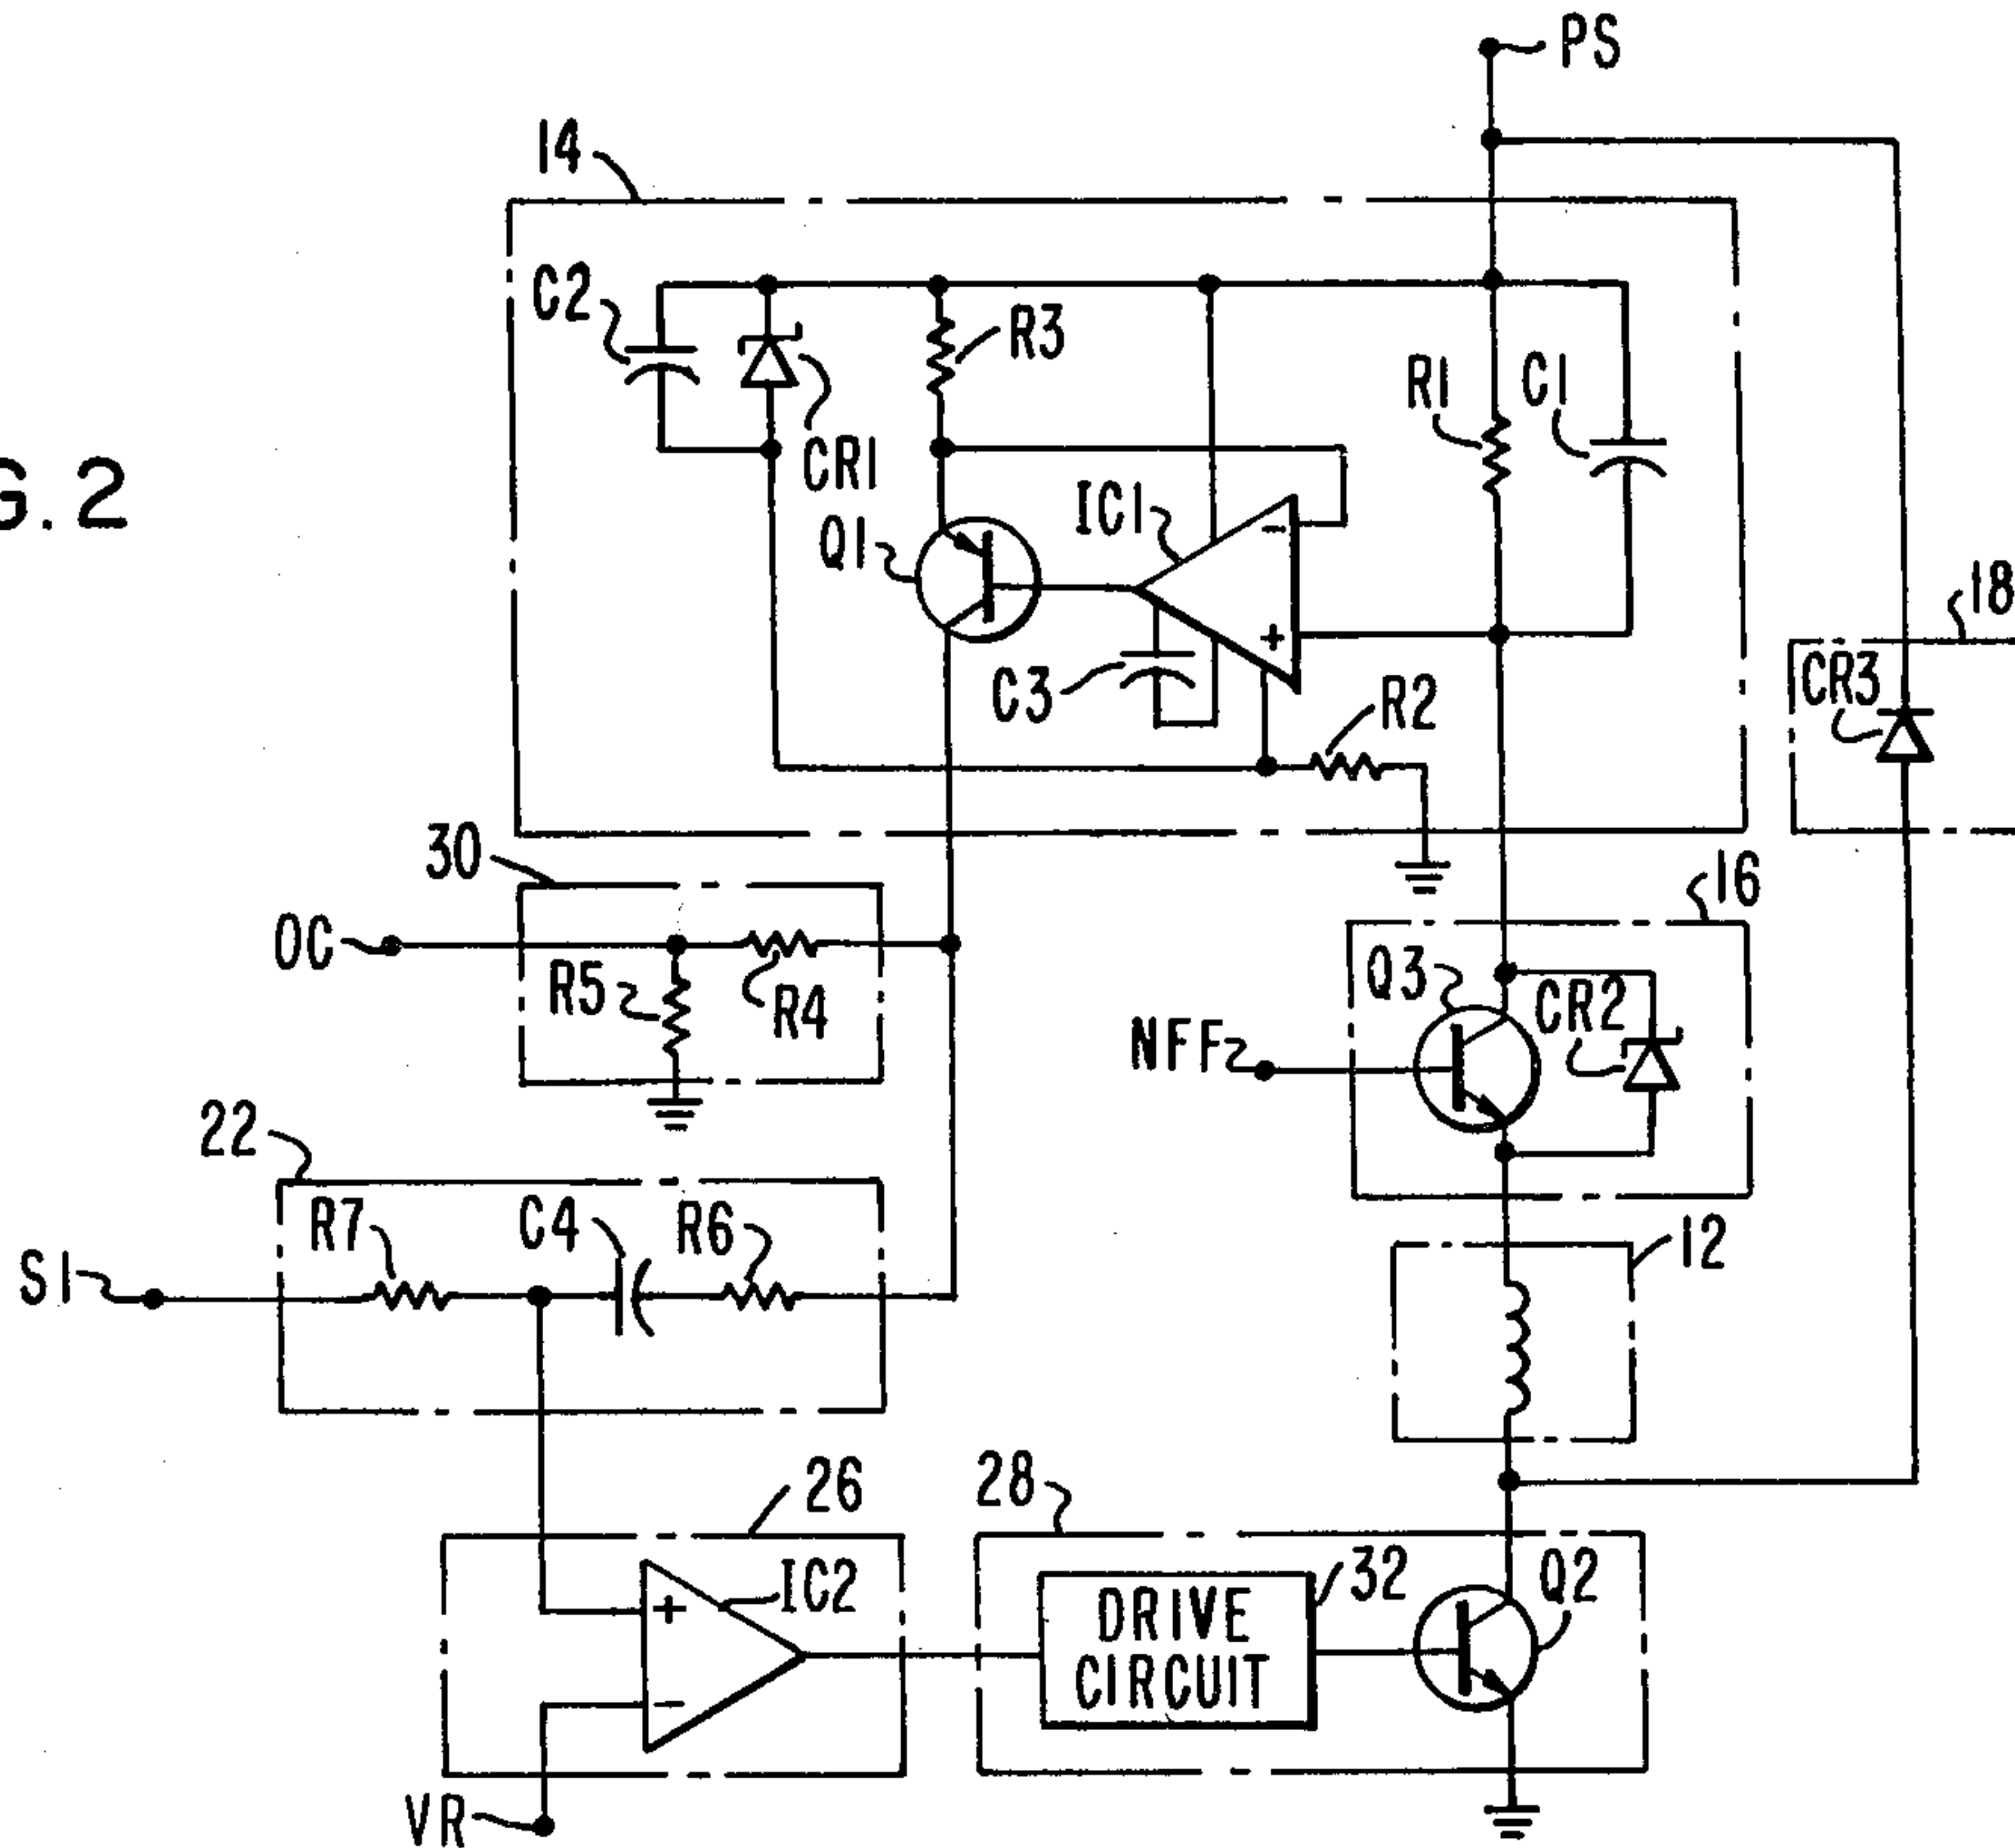 PS
14
C2
R3
R1
C1
CR1
G. 2
IC1
Q1
-
+
18
CR3
C3
R2
30
16
OC
Q3
CR2
R5
R4
NFF
22
R7
C4
R6
12
S1
28
26
IC2
32
Q2
+
DRIVE
CIRCUIT
-
VR